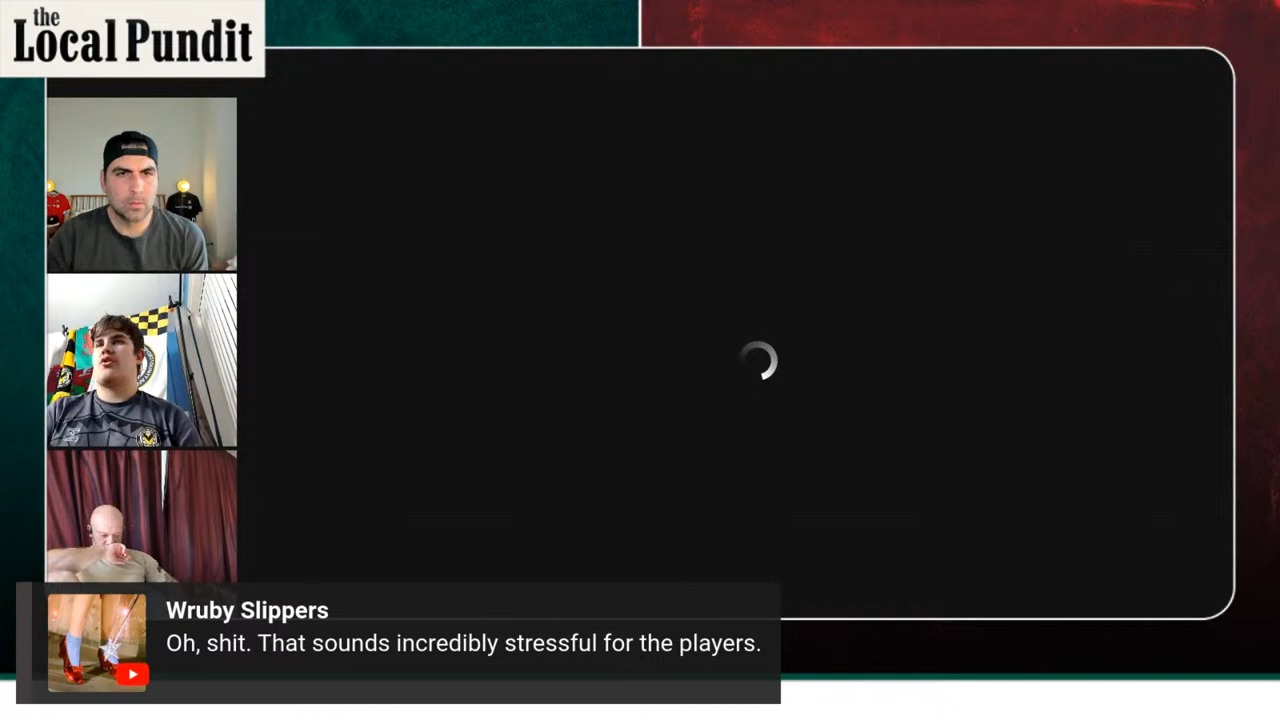 the
Local Pundit
Wruby Slippers
Oh, shit. That sounds incredibly stressful for the players.